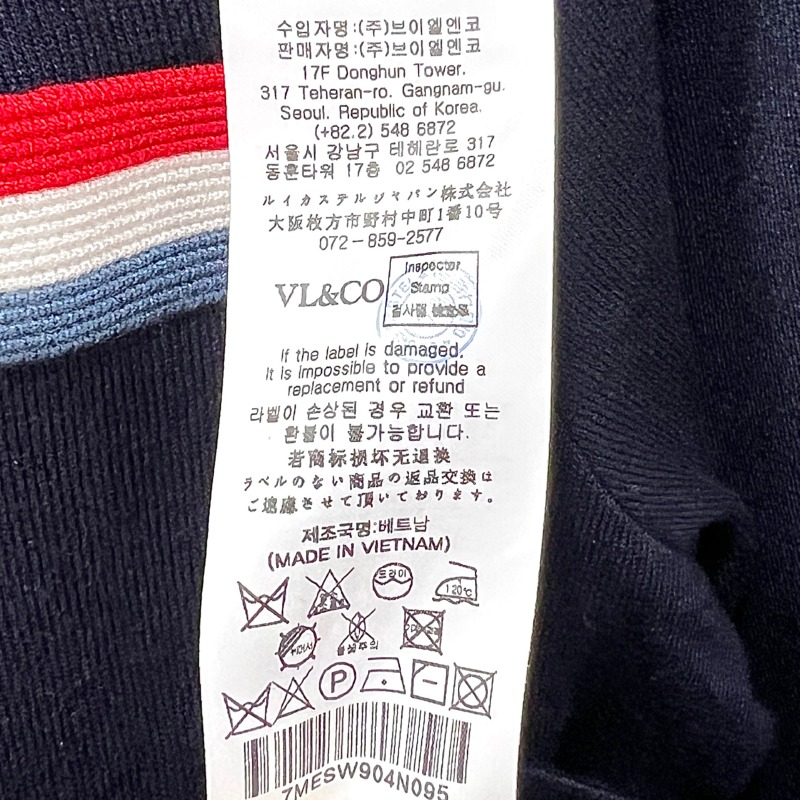 수입자명:(주)브이엘엔코
판매자명:(주)브이엘엔코
17F Donghun Tower.
317 Teheran-ro. Gangnam-gu.
Seoul. Republic of Korea.
(+82.2) 548 6872
서울시 강남구 테헤란로 317
동훈타워 17층 02 548 6872
ルイカステルジャパン株式会社
大阪枚方市野村中町1番10号
072-859-2577
VL&CO
Inspector
Stamp
If the label is damaged,
It is impossible to provide a
replacement or refund
라벨이 손상된 경우 교환 또는
환불이 불가능합니다.
若商标损坏无退換
ラベルのない商品の返品交換は
ご遠慮させて頂いております。
제조국명:베트남
(MADE IN VIETNAM)
드라이
120℃
P
7MESW904N095